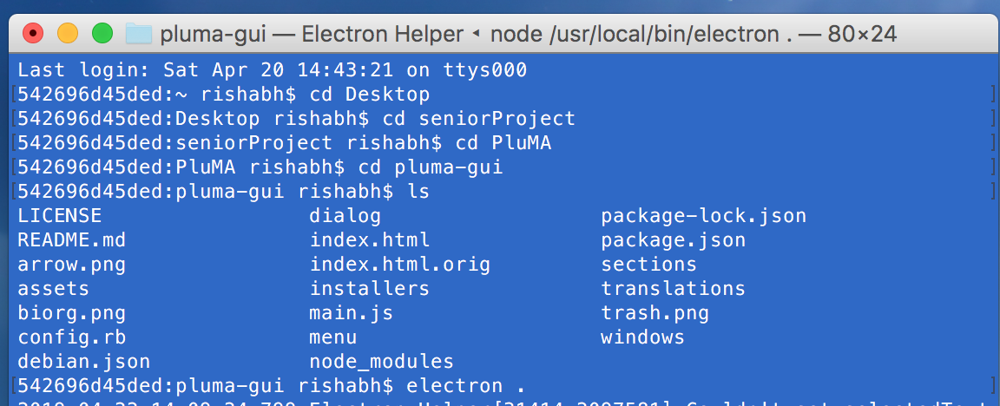 pluma-gui — Electron Helper ◂ node /usr/local/bin/electron . — 80×24
Last login: Sat Apr 20 14:43:21 on ttys000
[542696d45ded:~ rishabh$ cd Desktop ]
[542696d45ded:Desktop rishabh$ cd seniorProject ]
[542696d45ded:seniorProject rishabh$ cd PluMA ]
[542696d45ded:PluMA rishabh$ cd pluma-gui ]
[542696d45ded:pluma-gui rishabh$ ls ]
LICENSE dialog package-lock.json
README.md index.html package.json
arrow.png index.html.orig sections
assets installers translations
biorg.png main.js trash.png
config.rb menu windows
debian.json node_modules
[542696d45ded:pluma-gui rishabh$ electron . ]